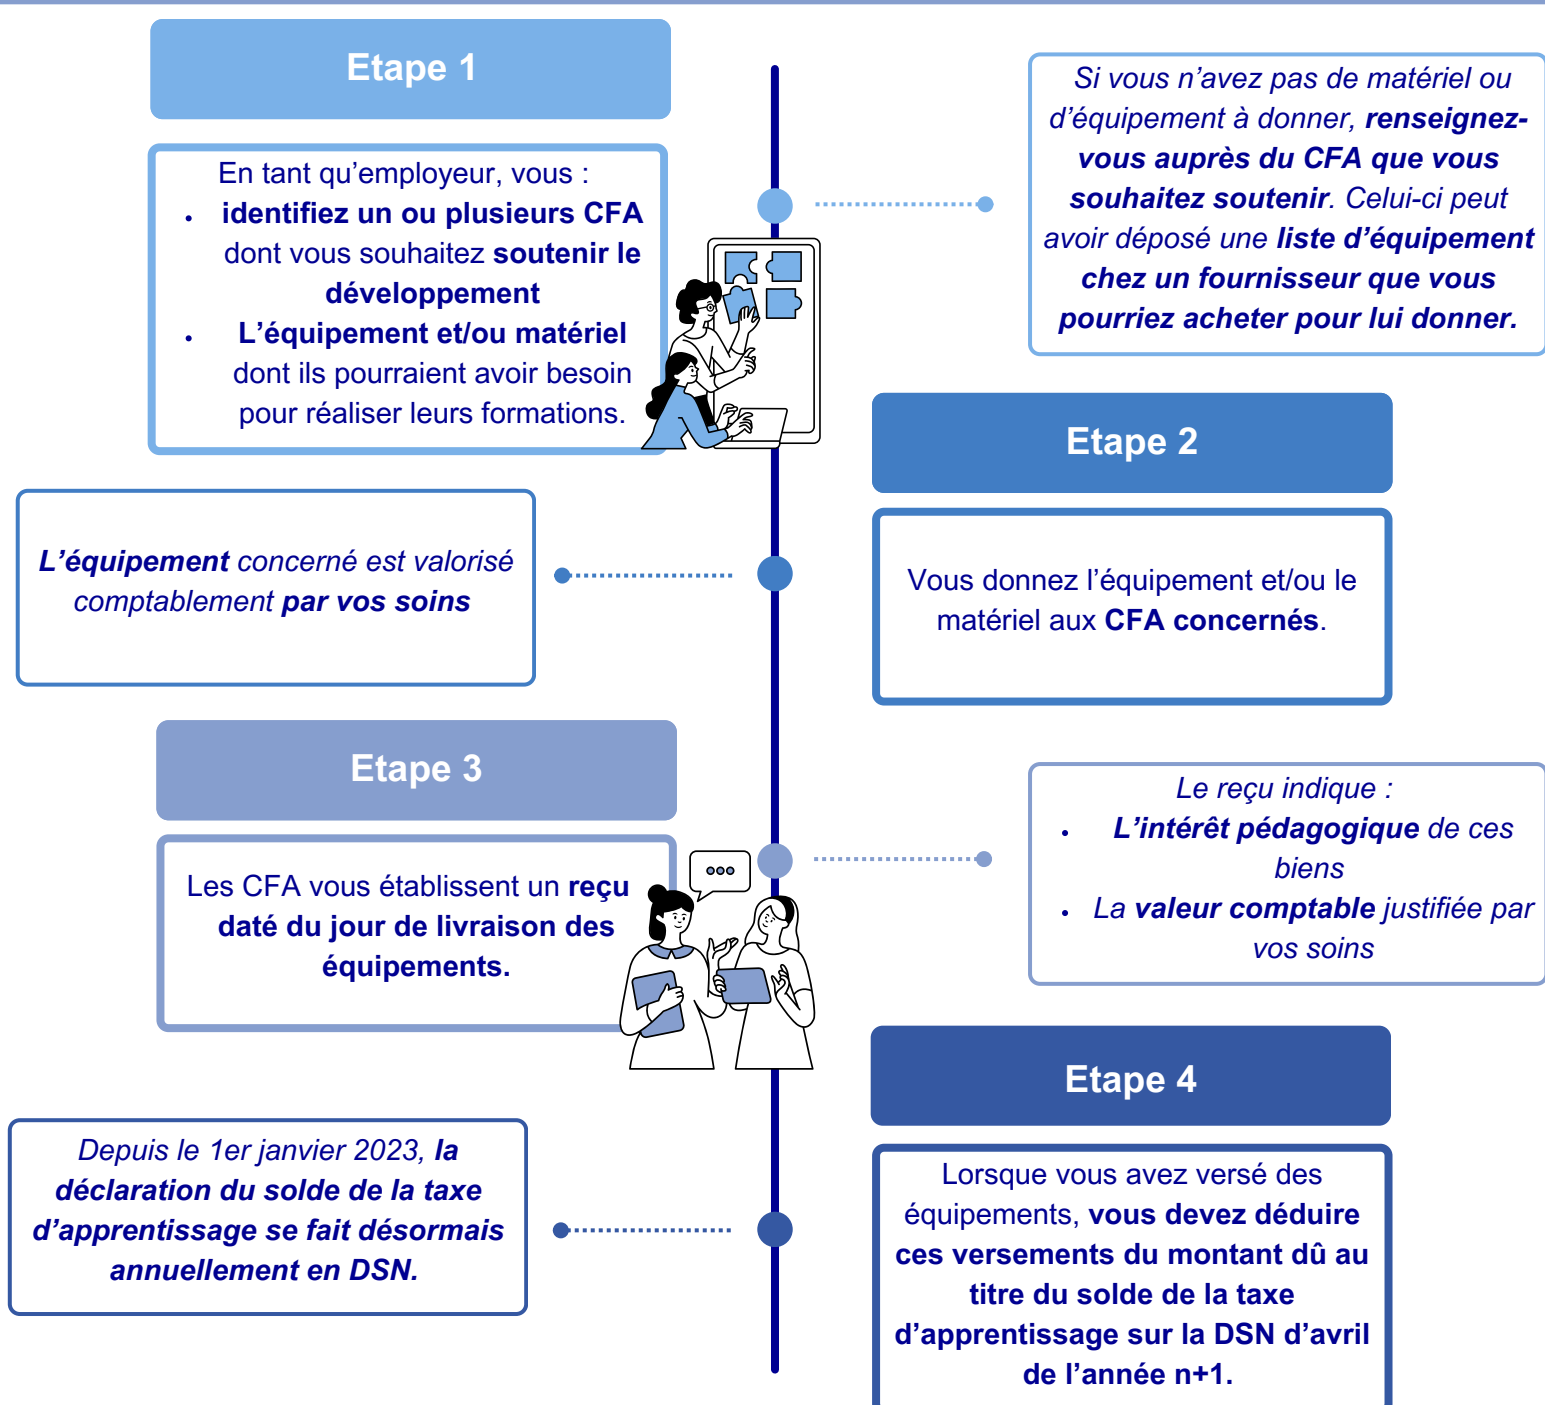 Etape 1
En tant qu’employeur, vous :
• identifiez un ou plusieurs CFA
dont vous souhaitez soutenir le
développement
• L’équipement et/ou matériel
dont ils pourraient avoir besoin
pour réaliser leurs formations.
Si vous n’avez pas de matériel ou
d’équipement à donner, renseignez-
vous auprès du CFA que vous
souhaitez soutenir. Celui-ci peut
avoir déposé une liste d’équipement
chez un fournisseur que vous
pourriez acheter pour lui donner.
Etape 2
Vous donnez l’équipement et/ou le
matériel aux CFA concernés.
L’équipement concerné est valorisé
comptablement par vos soins
Etape 3
Les CFA vous établissent un reçu
daté du jour de livraison des
équipements.
Le reçu indique :
• L’intérêt pédagogique de ces
biens
• La valeur comptable justifiée par
vos soins
Etape 4
Lorsque vous avez versé des
équipements, vous devez déduire
ces versements du montant dû au
titre du solde de la taxe
d’apprentissage sur la DSN d’avril
de l’année n+1.
Depuis le 1er janvier 2023, la
déclaration du solde de la taxe
d’apprentissage se fait désormais
annuellement en DSN.